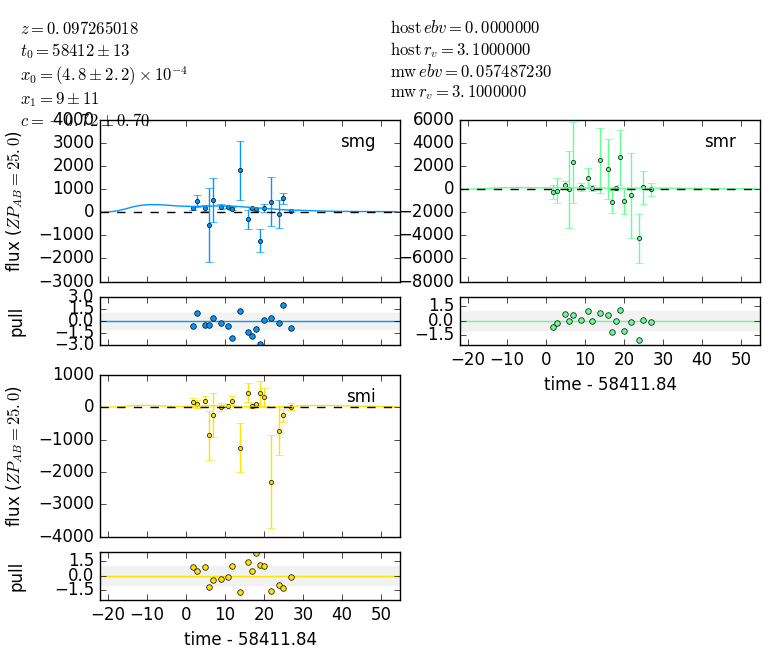 z = 0.097265018
t₀ = 58412 ± 13
x₀ = (4.8 ± 2.2) × 10⁻⁴
x₁ = 9 ± 11
c = −0.72 ± 0.70
host ebv = 0.0000000
host r_v = 3.1000000
mw ebv = 0.057487230
mw r_v = 3.1000000
smg
4000
3000
2000
1000
0
−1000
−2000
−3000
flux (ZP_AB = 25.0)
smr
6000
4000
2000
0
−2000
−4000
−6000
−8000
3.0
1.5
0.0
−1.5
−3.0
pull
1.5
0.0
−1.5
−20 −10 0 10 20 30 40 50
time - 58411.84
smi
1000
0
−1000
−2000
−3000
−4000
flux (ZP_AB = 25.0)
1.5
0.0
−1.5
pull
−20 −10 0 10 20 30 40 50
time - 58411.84